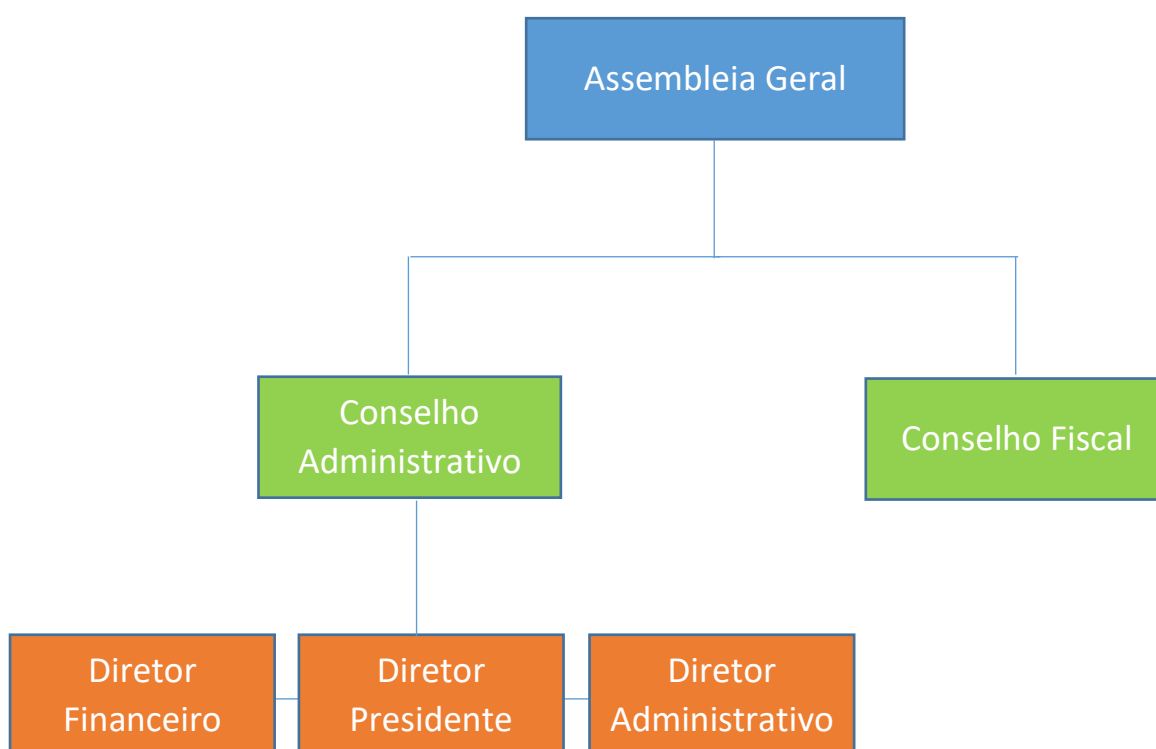 Assembleia Geral
Conselho
Administrativo
Conselho Fiscal
Diretor
Financeiro
Diretor
Presidente
Diretor
Administrativo